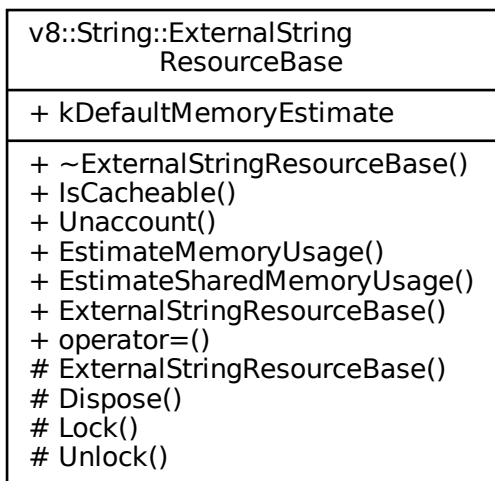 v8::String::ExternalString
ResourceBase
+ kDefaultMemoryEstimate
+ ~ExternalStringResourceBase()
+ IsCacheable()
+ Unaccount()
+ EstimateMemoryUsage()
+ EstimateSharedMemoryUsage()
+ ExternalStringResourceBase()
+ operator=()
# ExternalStringResourceBase()
# Dispose()
# Lock()
# Unlock()